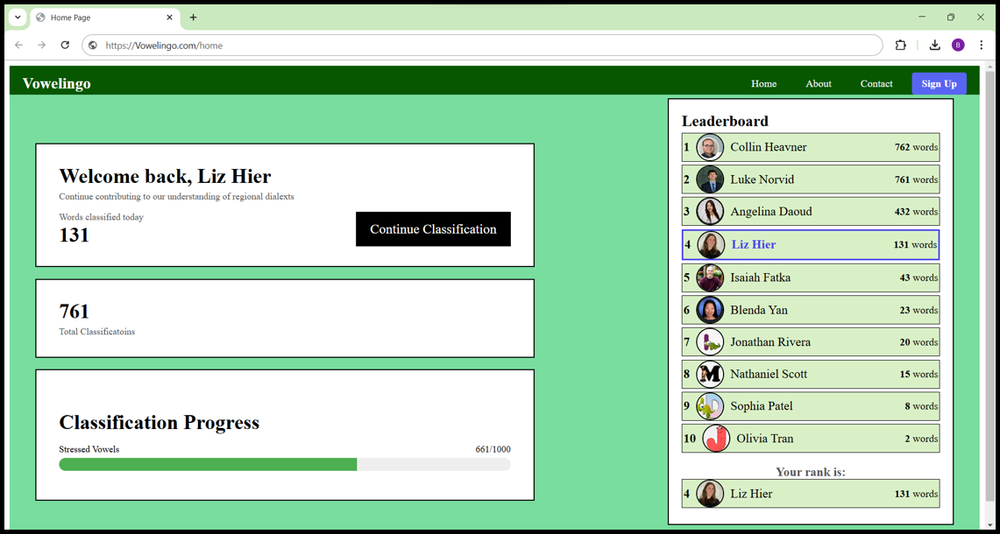 Home Page
https://Vowelingo.com/home
B
Vowelingo
Home About Contact Sign Up
Welcome back, Liz Hier
Continue contributing to our understanding of regional dialexts
Words classified today
131
Continue Classification
761
Total Classificatoins
Classification Progress
Stressed Vowels 661/1000
Leaderboard
1 Collin Heavner 762 words
2 Luke Norvid 761 words
3 Angelina Daoud 432 words
4 Liz Hier 131 words
5 Isaiah Fatka 43 words
6 Blenda Yan 23 words
7 Jonathan Rivera 20 words
8 Nathaniel Scott 15 words
9 Sophia Patel 8 words
10 Olivia Tran 2 words
Your rank is:
4 Liz Hier 131 words